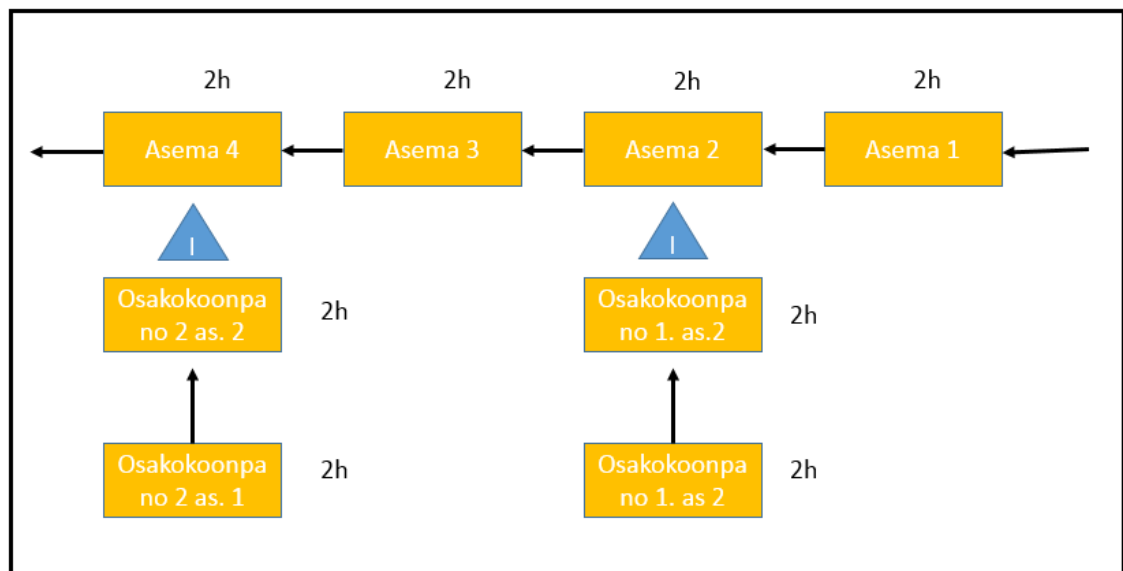 2h
2h
2h
2h
Asema 4
Asema 3
Asema 2
Asema 1
I
I
Osakokoonpa
no 2 as. 2
2h
Osakokoonpa
no 1. as.2
2h
Osakokoonpa
no 2 as. 1
2h
Osakokoonpa
no 1. as 2
2h